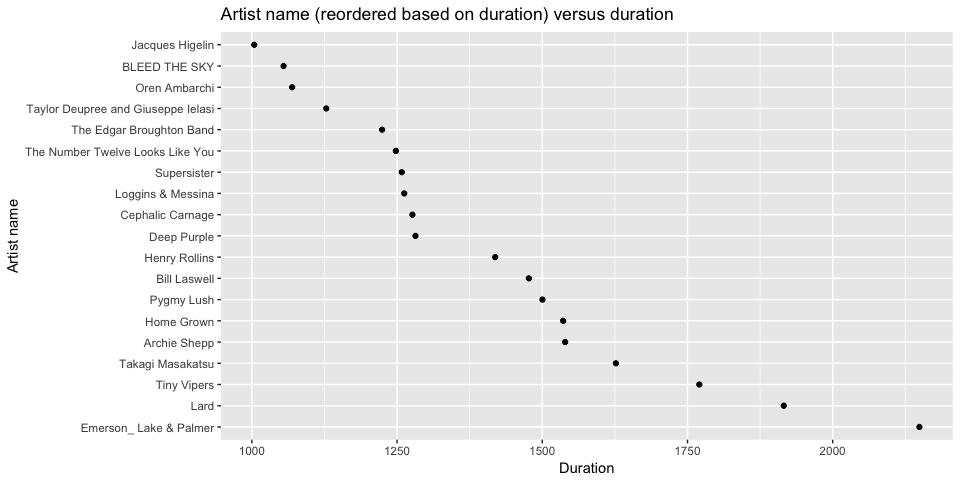 Artist name (reordered based on duration) versus duration
Artist name
Jacques Higelin
BLEED THE SKY
Oren Ambarchi
Taylor Deupree and Giuseppe Ielasi
The Edgar Broughton Band
The Number Twelve Looks Like You
Supersister
Loggins & Messina
Cephalic Carnage
Deep Purple
Henry Rollins
Bill Laswell
Pygmy Lush
Home Grown
Archie Shepp
Takagi Masakatsu
Tiny Vipers
Lard
Emerson_ Lake & Palmer
1000 1250 1500 1750 2000
Duration